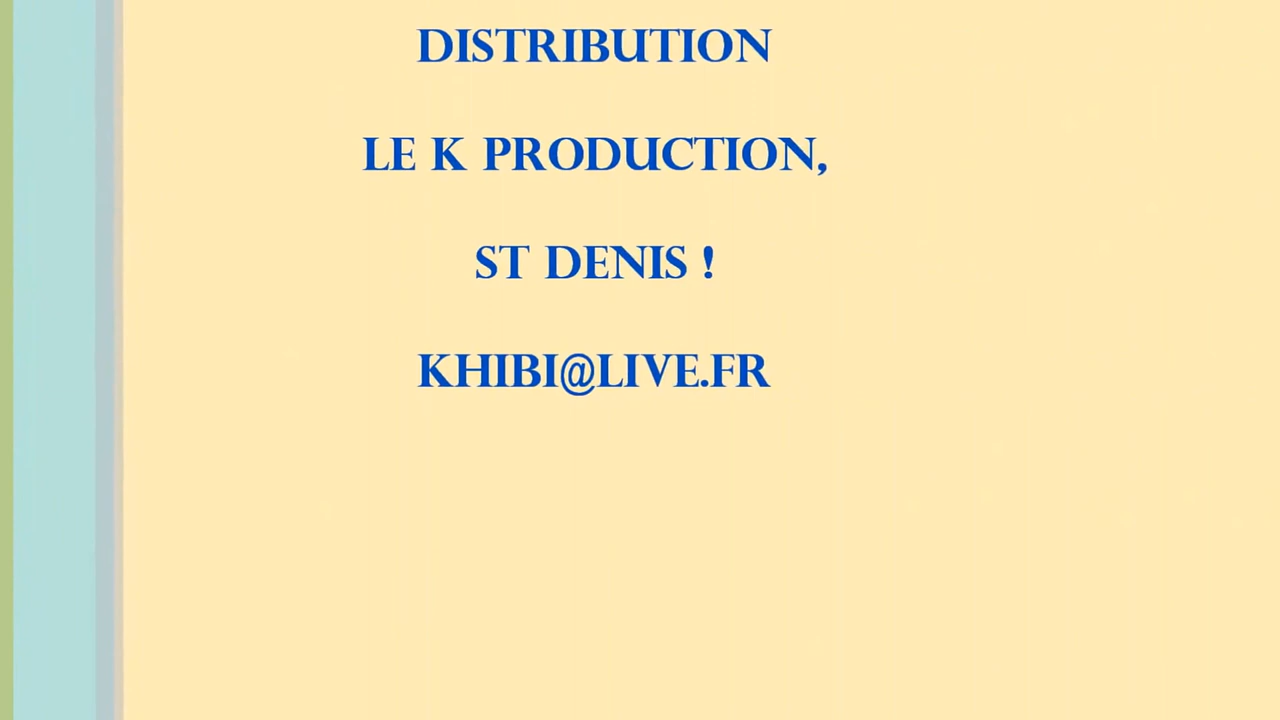 DISTRIBUTION
LE K PRODUCTION,
ST DENIS !
KHIBI@LIVE.FR